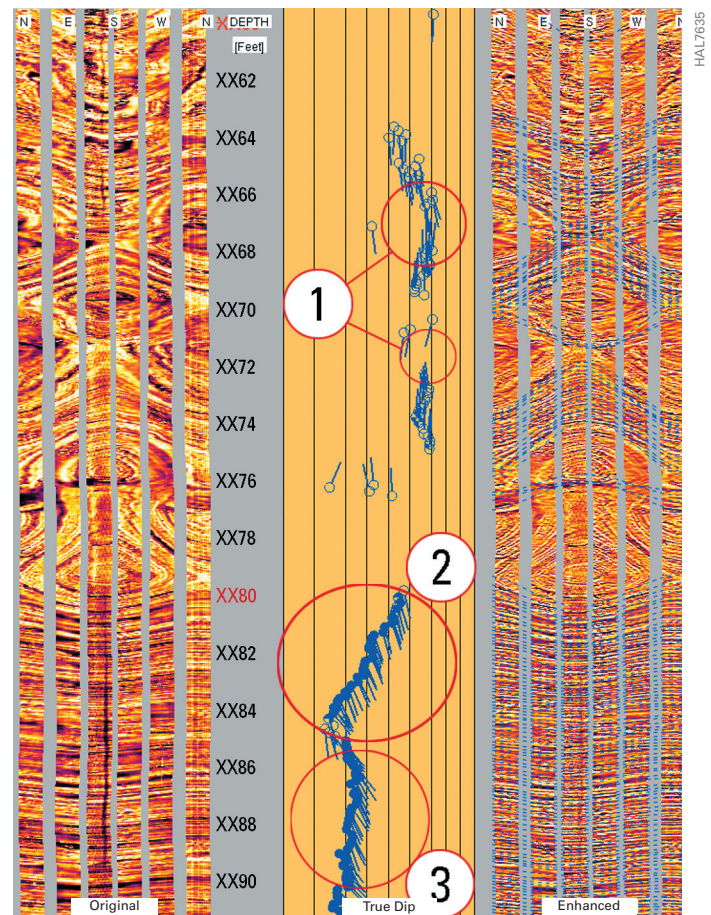 N E S W N DEPTH N E S W
[Feet]
XX62
XX64
XX66
XX68
XX70
XX72
XX74
XX76
XX78
XX80
XX82
XX84
XX86
XX88
XX90
1
2
3
Original True Dip Enhanced
HAL7635